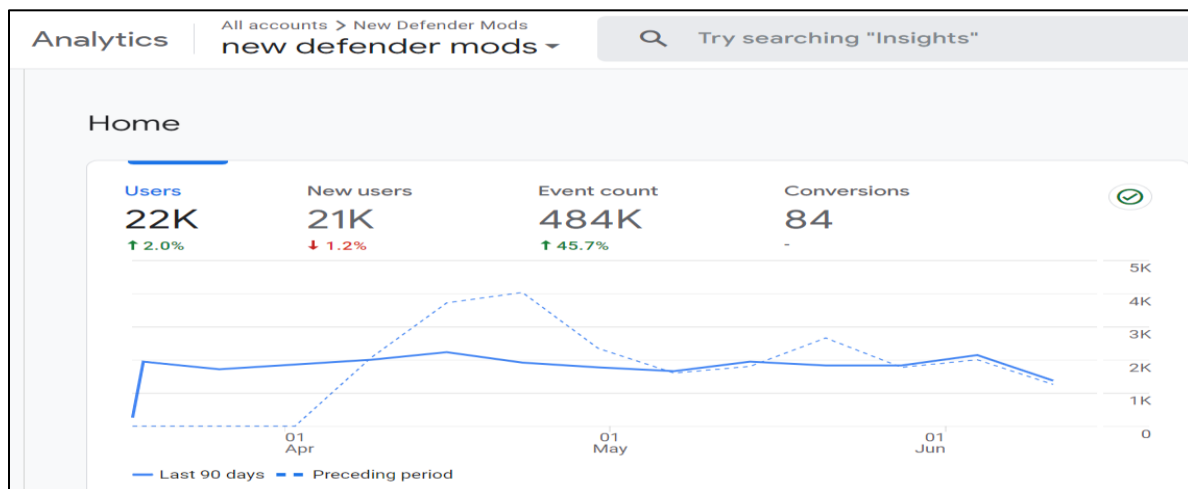 Analytics
All accounts > New Defender Mods
new defender mods
Try searching "Insights"
Home
Users
22K
↑ 2.0%
New users
21K
↓ 1.2%
Event count
484K
↑ 45.7%
Conversions
84
-
5K
4K
3K
2K
1K
0
01
Apr
01
May
01
Jun
Last 90 days
Preceding period